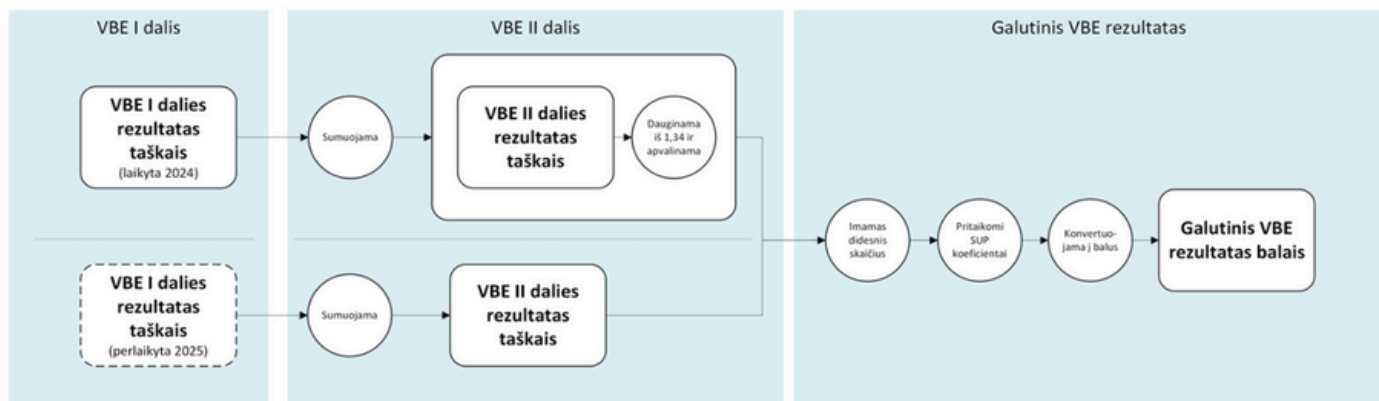 VBE I dalis
VBE I dalies
rezultatas
taškais
(laikyta 2024)
VBE I dalies
rezultatas
taškais
(perlaikyta 2025)
VBE II dalis
Sumuojama
VBE II dalies
rezultatas
taškais
Dauginama
iš 1,34 ir
apvalinama
Sumuojama
VBE II dalies
rezultatas
taškais
Galutinis VBE rezultatas
Imamas
didesnis
skaičius
Pritaikomi
SUP
koeficientai
Konvertuo-
jama į balus
Galutinis VBE
rezultatas balais